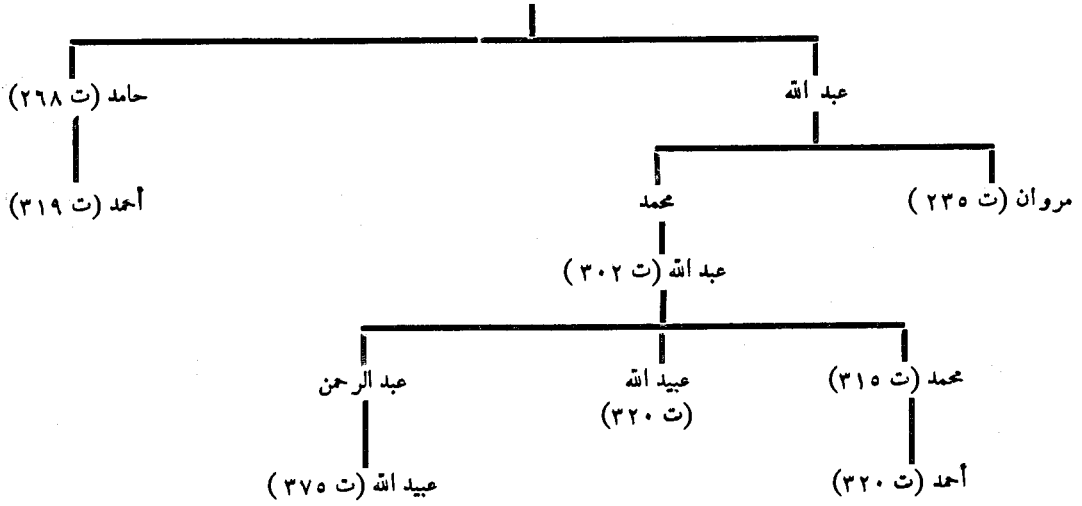 عبد الله
حامد (ت ٢٩٨)
مروان (ت ٢٣٥)
محمد
أحمد (ت ٣١٩)
عبد الله (ت ٣٠٢)
محمد (ت ٣١٥)
عبيد الله
(ت ٣٢٠)
عبد الرحمن
أحمد (ت ٣٢٠)
عبيد الله (ت ٣٧٥)